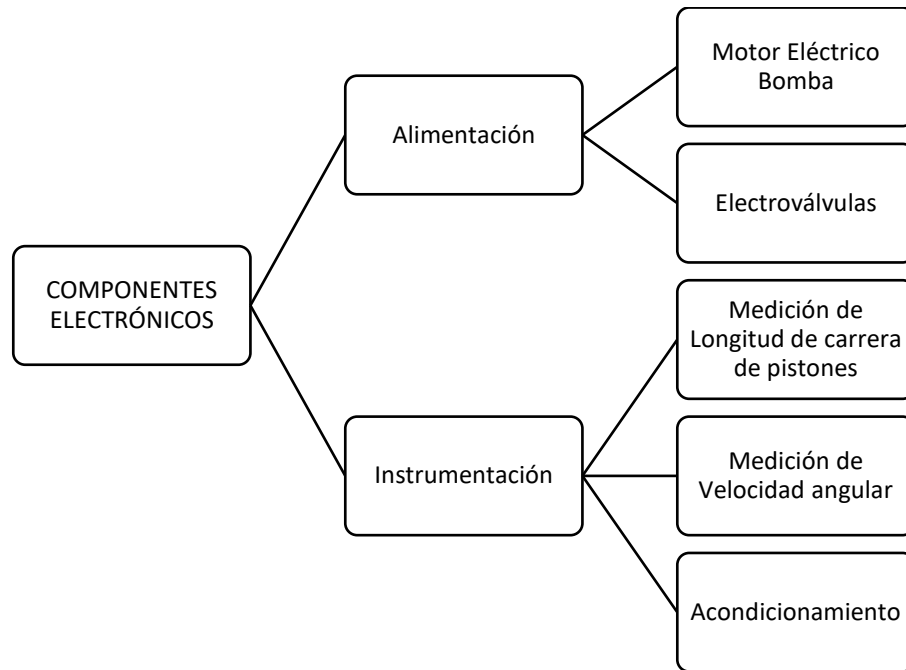 COMPONENTES
ELECTRÓNICOS
Alimentación
Motor Eléctrico
Bomba
Electroválvulas
Instrumentación
Medición de
Longitud de carrera
de pistones
Medición de
Velocidad angular
Acondicionamiento